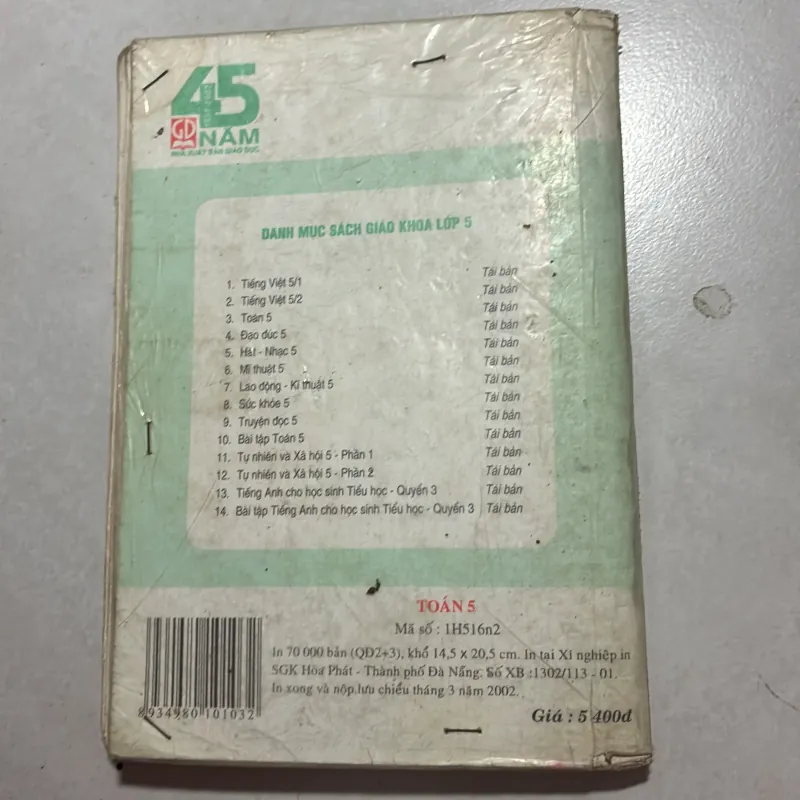 45
1957-2002
GD
NĂM
NHÀ XUẤT BẢN GIÁO DỤC
DANH MỤC SÁCH GIÁO KHOA LỚP 5
1. Tiếng Việt 5/1 Tái bản
2. Tiếng Việt 5/2 Tái bản
3. Toán 5 Tái bản
4. Đạo đức 5 Tái bản
5. Hát - Nhạc 5 Tái bản
6. Mĩ thuật 5 Tái bản
7. Lao động - Kĩ thuật 5 Tái bản
8. Sức khỏe 5 Tái bản
9. Truyện đọc 5 Tái bản
10. Bài tập Toán 5 Tái bản
11. Tự nhiên và Xã hội 5 - Phần 1 Tái bản
12. Tự nhiên và Xã hội 5 - Phần 2 Tái bản
13. Tiếng Anh cho học sinh Tiểu học - Quyển 3 Tái bản
14. Bài tập Tiếng Anh cho học sinh Tiểu học - Quyển 3 Tái bản
TOÁN 5
Mã số : 1H516n2
In 70 000 bản (QĐ2+3), khổ 14,5 x 20,5 cm. In tại Xí nghiệp in
SGK Hòa Phát - Thành phố Đà Nẵng. Số XB :1302/113 - 01.
In xong và nộp lưu chiểu tháng 3 năm 2002.
Giá : 5 400đ
8934980 101032